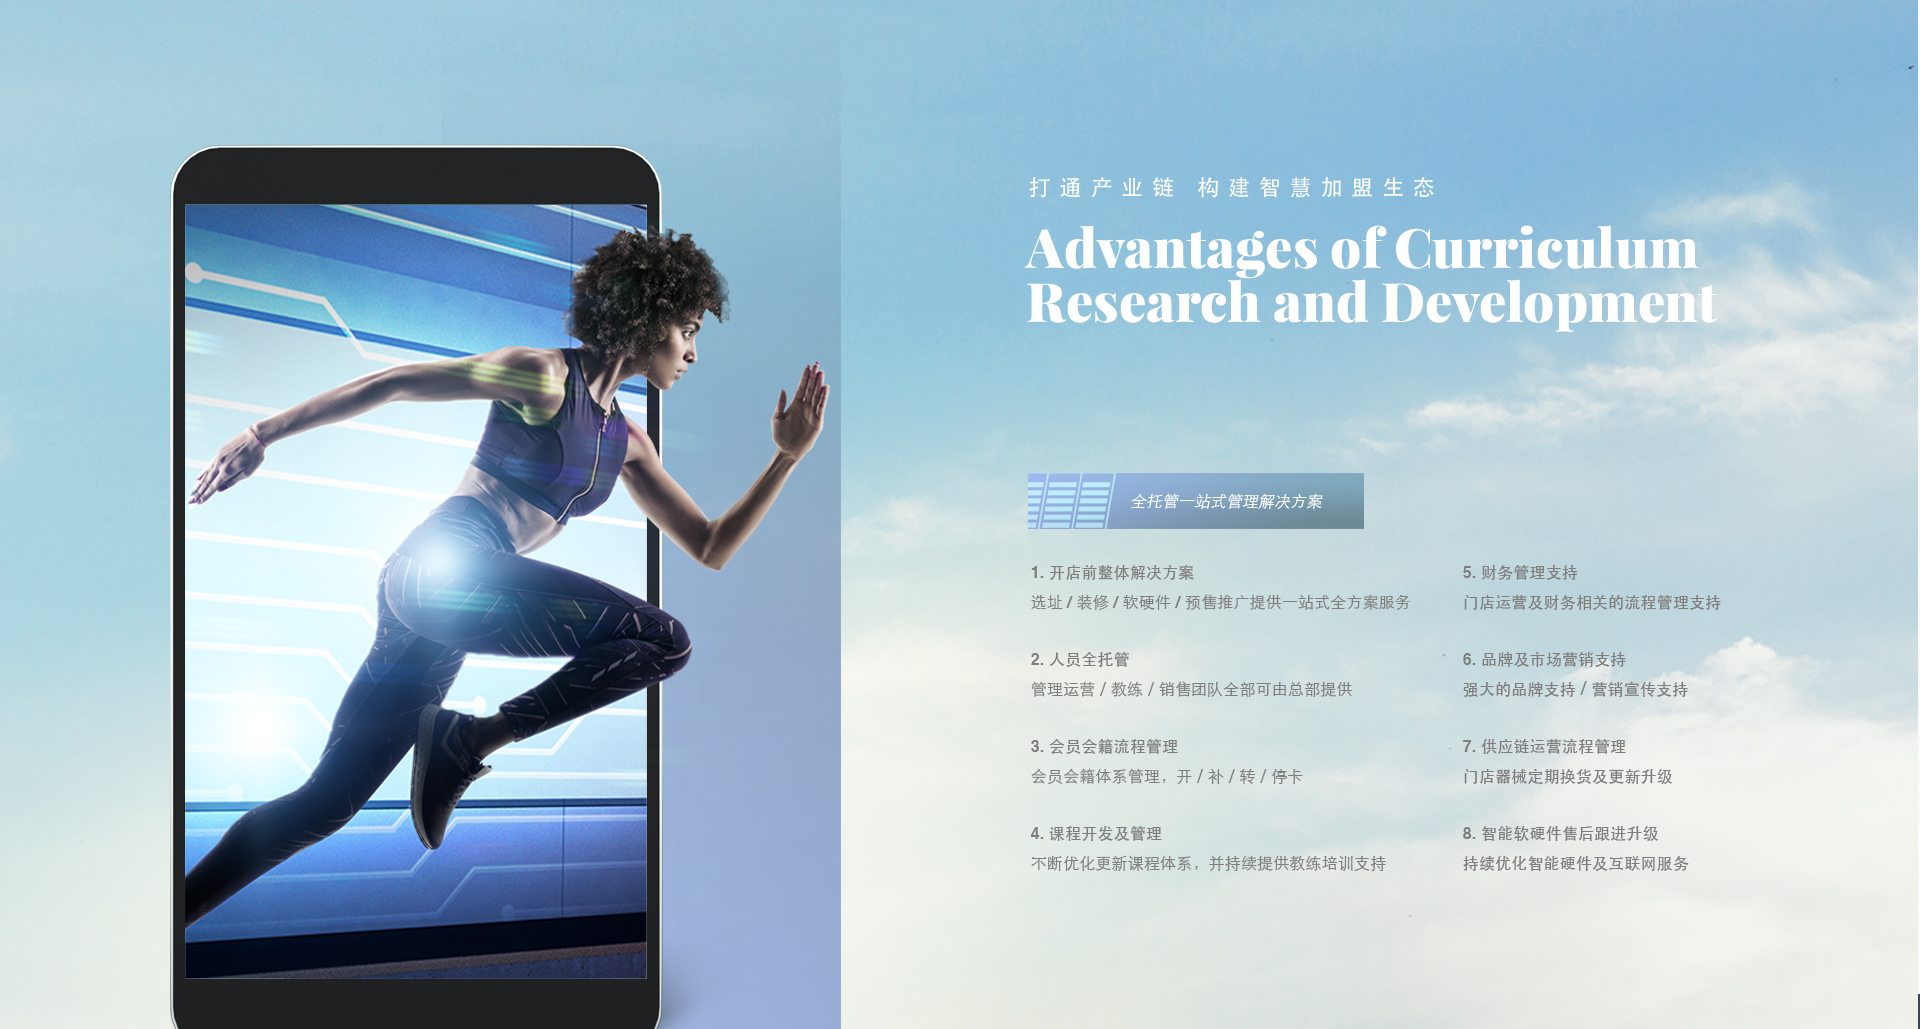 打通产业链 构建智慧加盟生态
Advantages of Curriculum
Research and Development
全托管一站式管理解决方案
1. 开店前整体解决方案
选址 / 装修 / 软硬件 / 预售推广提供一站式全方案服务
2. 人员全托管
管理运营 / 教练 / 销售团队全部可由总部提供
3. 会员会籍流程管理
会员会籍体系管理，开 / 补 / 转 / 停卡
4. 课程开发及管理
不断优化更新课程体系，并持续提供教练培训支持
5. 财务管理支持
门店运营及财务相关的流程管理支持
6. 品牌及市场营销支持
强大的品牌支持 / 营销宣传支持
7. 供应链运营流程管理
门店器械定期换货及更新升级
8. 智能软硬件售后跟进升级
持续优化智能硬件及互联网服务